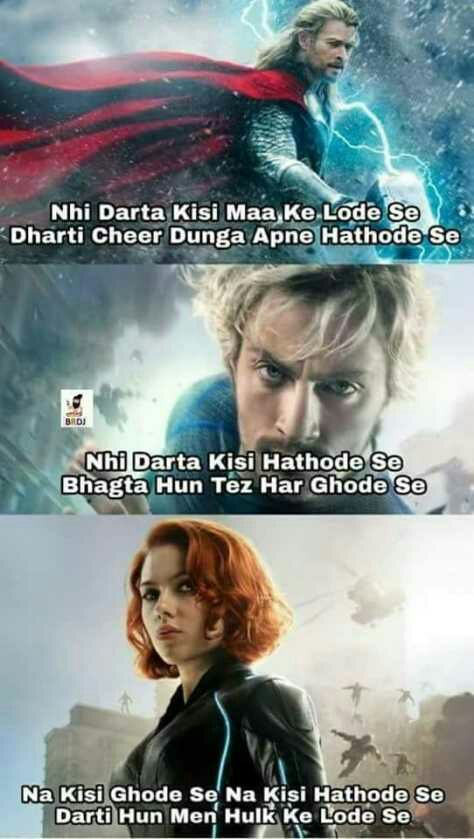 Nhi Darta Kisi Maa Ke Lode Se
Dharti Cheer Dunga Apne Hathode Se
BRDJ
Nhi Darta Kisi Hathode Se
Bhagta Hun Tez Har Ghode Se
Na Kisi Ghode Se Na Kisi Hathode Se
Darti Hun Men Hulk Ke Lode Se